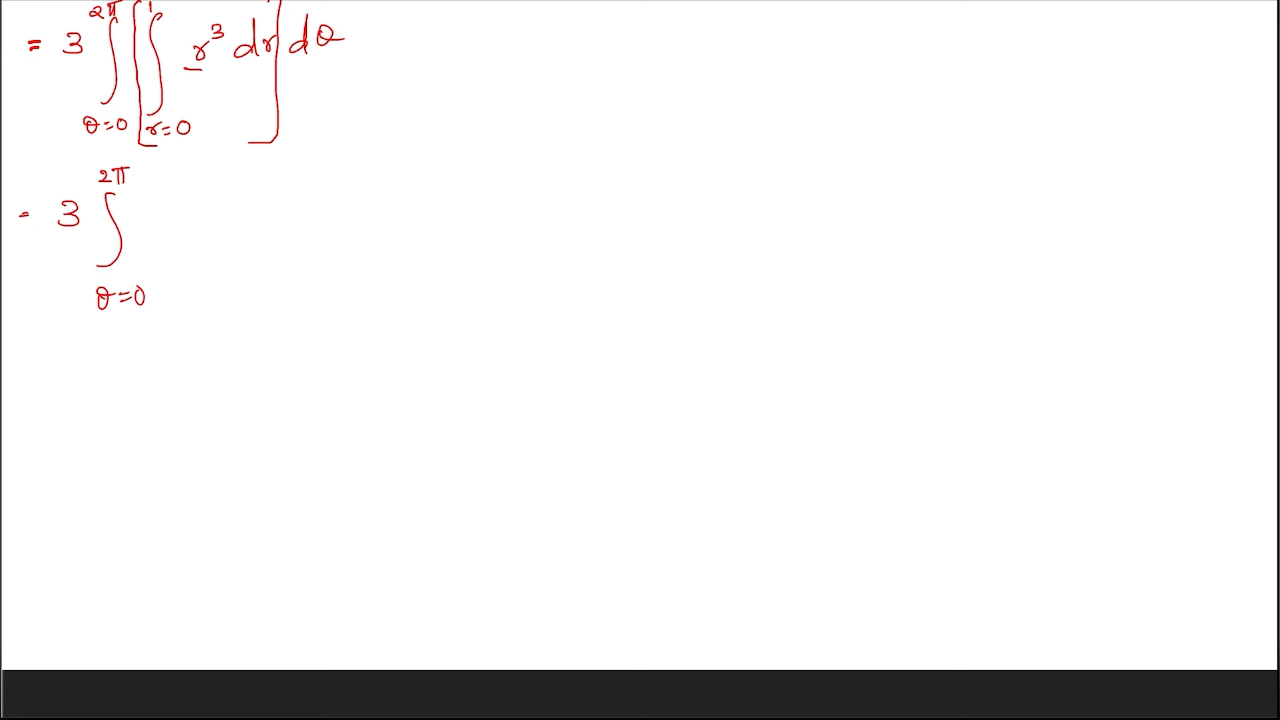 = 3 ∫_{θ=0}^{2π} [ ∫_{r=0}^{1} r³ dr ] dθ
= 3 ∫_{θ=0}^{2π}